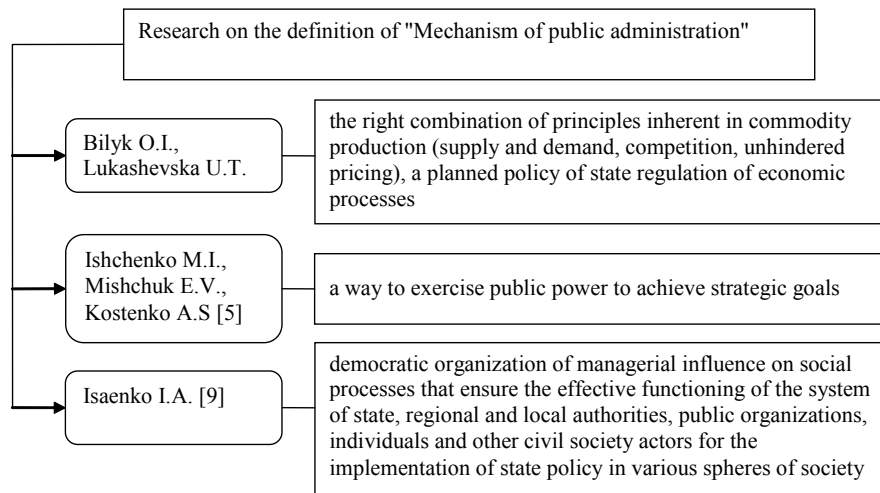 Research on the definition of "Mechanism of public administration"
Bilyk O.I.,
Lukashevska U.T.
the right combination of principles inherent in commodity
production (supply and demand, competition, unhindered
pricing), a planned policy of state regulation of economic
processes
Ishchenko M.I.,
Mishchuk E.V.,
Kostenko A.S [5]
a way to exercise public power to achieve strategic goals
Isaenko I.A. [9]
democratic organization of managerial influence on social
processes that ensure the effective functioning of the system
of state, regional and local authorities, public organizations,
individuals and other civil society actors for the
implementation of state policy in various spheres of society